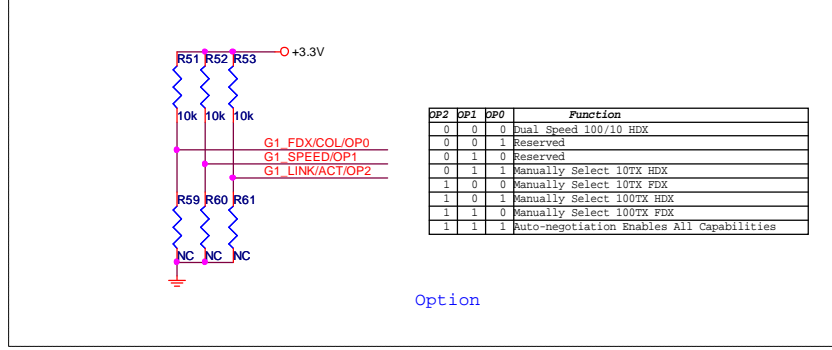 +3.3V
R51 R52 R53
10k 10k 10k
G1_FDX/COL/OP0
G1_SPEED/OP1
G1_LINK/ACT/OP2
R59 R60 R61
NC NC NC
OP2 OP1 OP0 Function
0 0 0 Dual Speed 100/10 HDX
0 0 1 Reserved
0 1 0 Reserved
0 1 1 Manually Select 10TX HDX
1 0 0 Manually Select 10TX FDX
1 0 1 Manually Select 100TX HDX
1 1 0 Manually Select 100TX FDX
1 1 1 Auto-negotiation Enables All Capabilities
Option